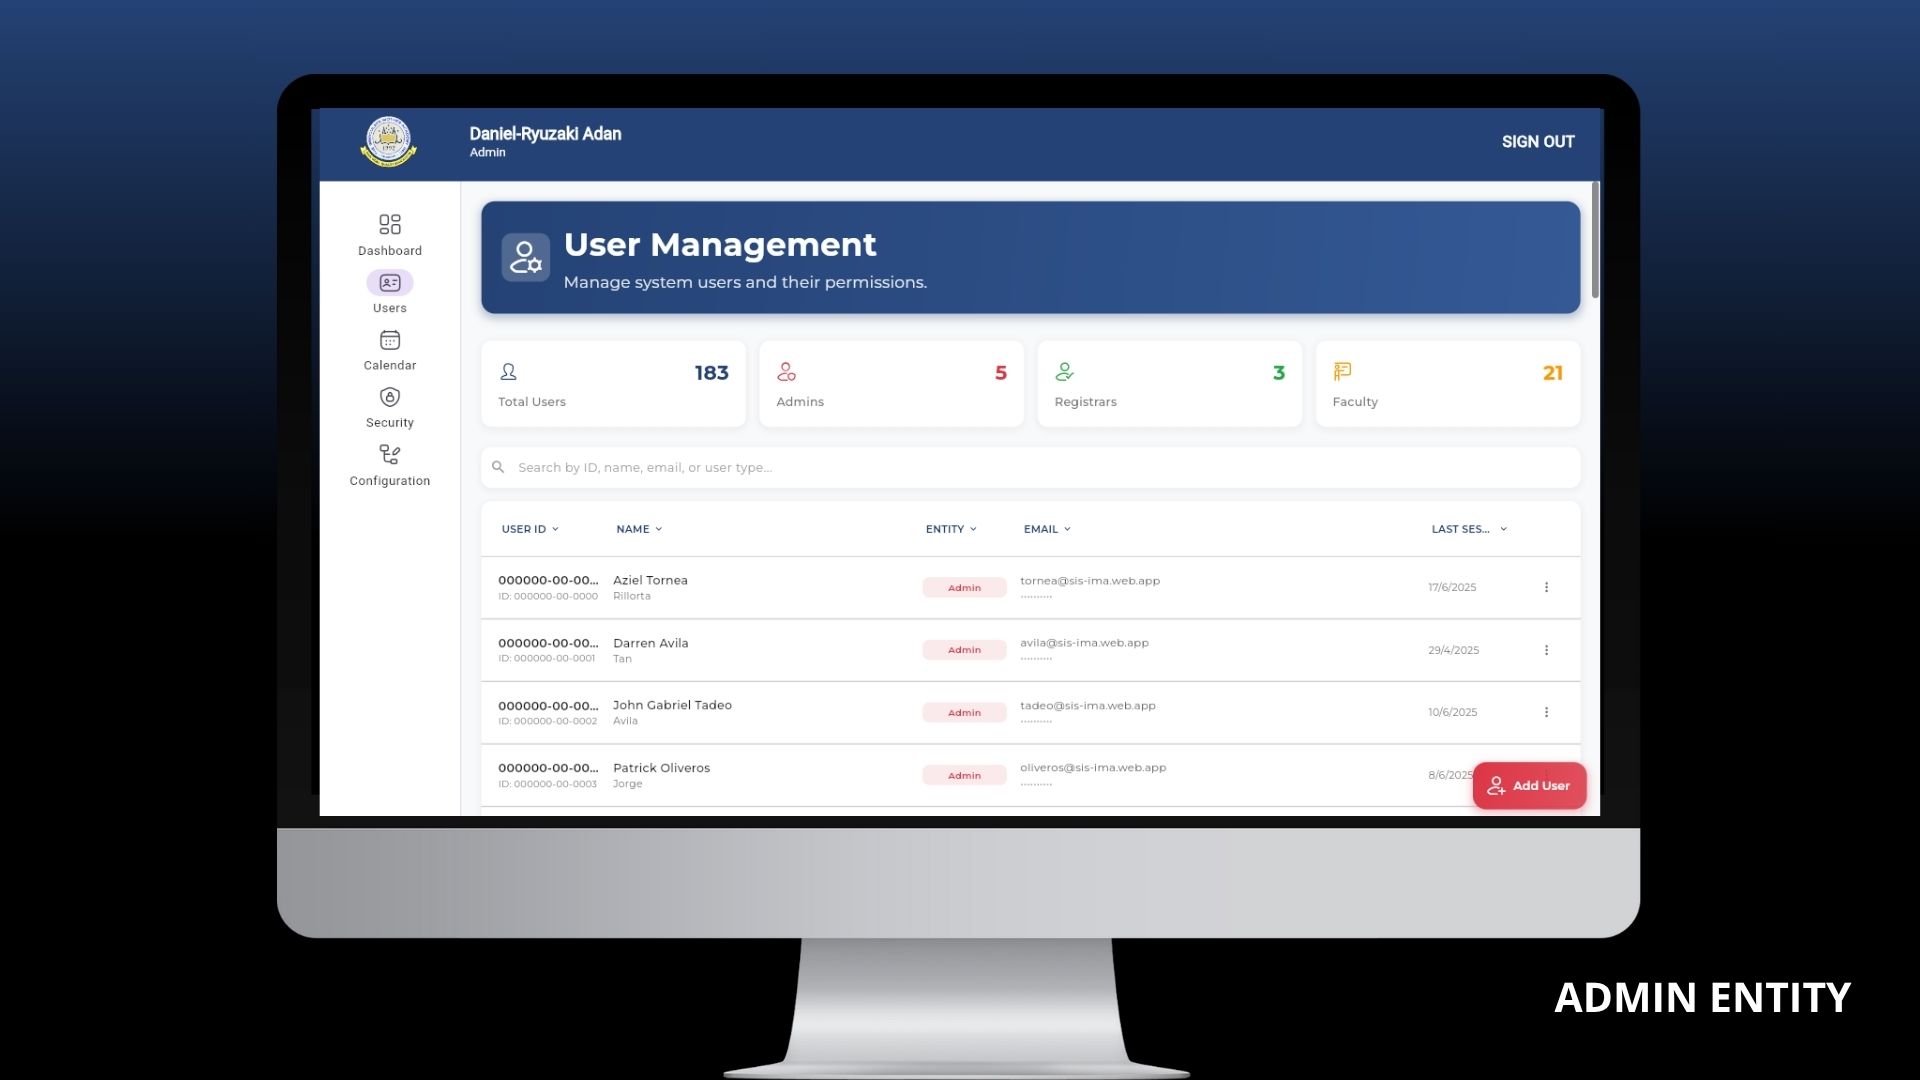 Daniel-Ryuzaki Adan
Admin
SIGN OUT
Dashboard
Users
Calendar
Security
Configuration
User Management
Manage system users and their permissions.
183
Total Users
5
Admins
3
Registrars
21
Faculty
Search by ID, name, email, or user type...
USER ID NAME ENTITY EMAIL LAST SES...
000000-00-00... Aziel Tornea Admin tornea@sis-ima.web.app 17/6/2025
ID: 000000-00-0000 Rillorta ••••••••••
000000-00-00... Darren Avila Admin avila@sis-ima.web.app 29/4/2025
ID: 000000-00-0001 Tan ••••••••••
000000-00-00... John Gabriel Tadeo Admin tadeo@sis-ima.web.app 10/6/2025
ID: 000000-00-0002 Avila ••••••••••
000000-00-00... Patrick Oliveros Admin oliveros@sis-ima.web.app 8/6/2025
ID: 000000-00-0003 Jorge ••••••••••
Add User
ADMIN ENTITY